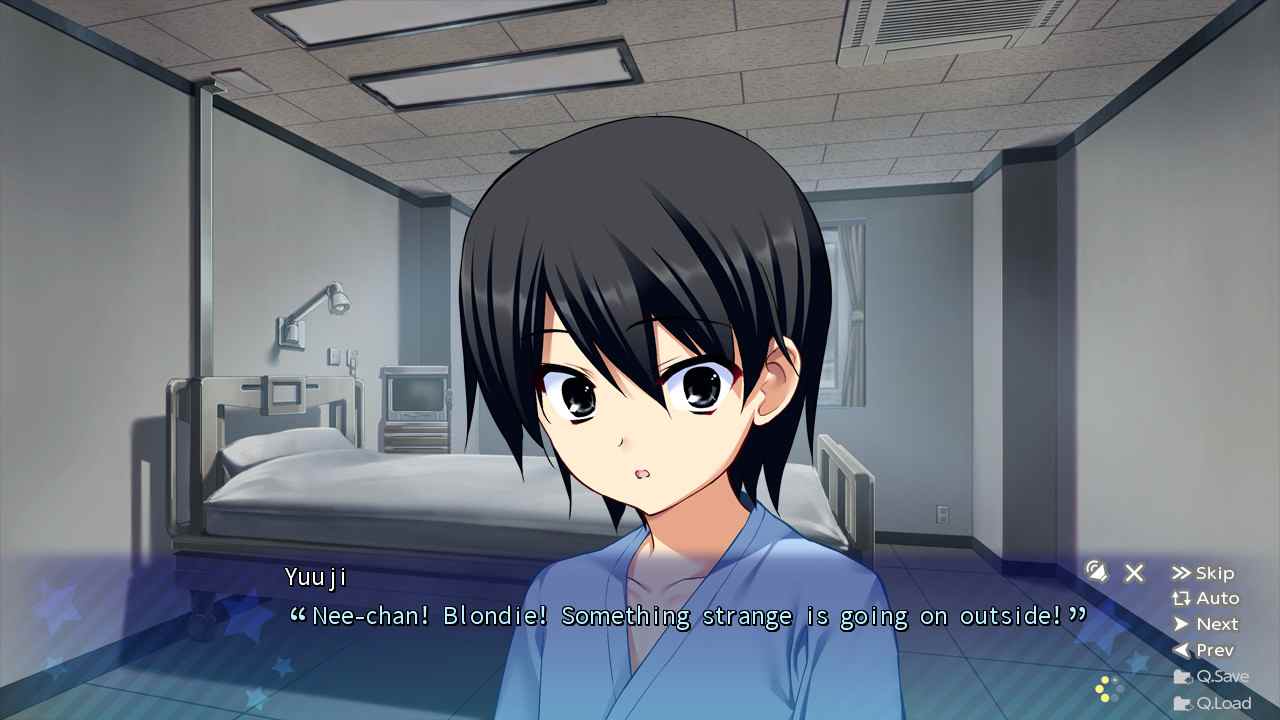 Yuuji
“Nee-chan! Blondie! Something strange is going on outside!”
Skip
Auto
Next
Prev
Q.Save
Q.Load